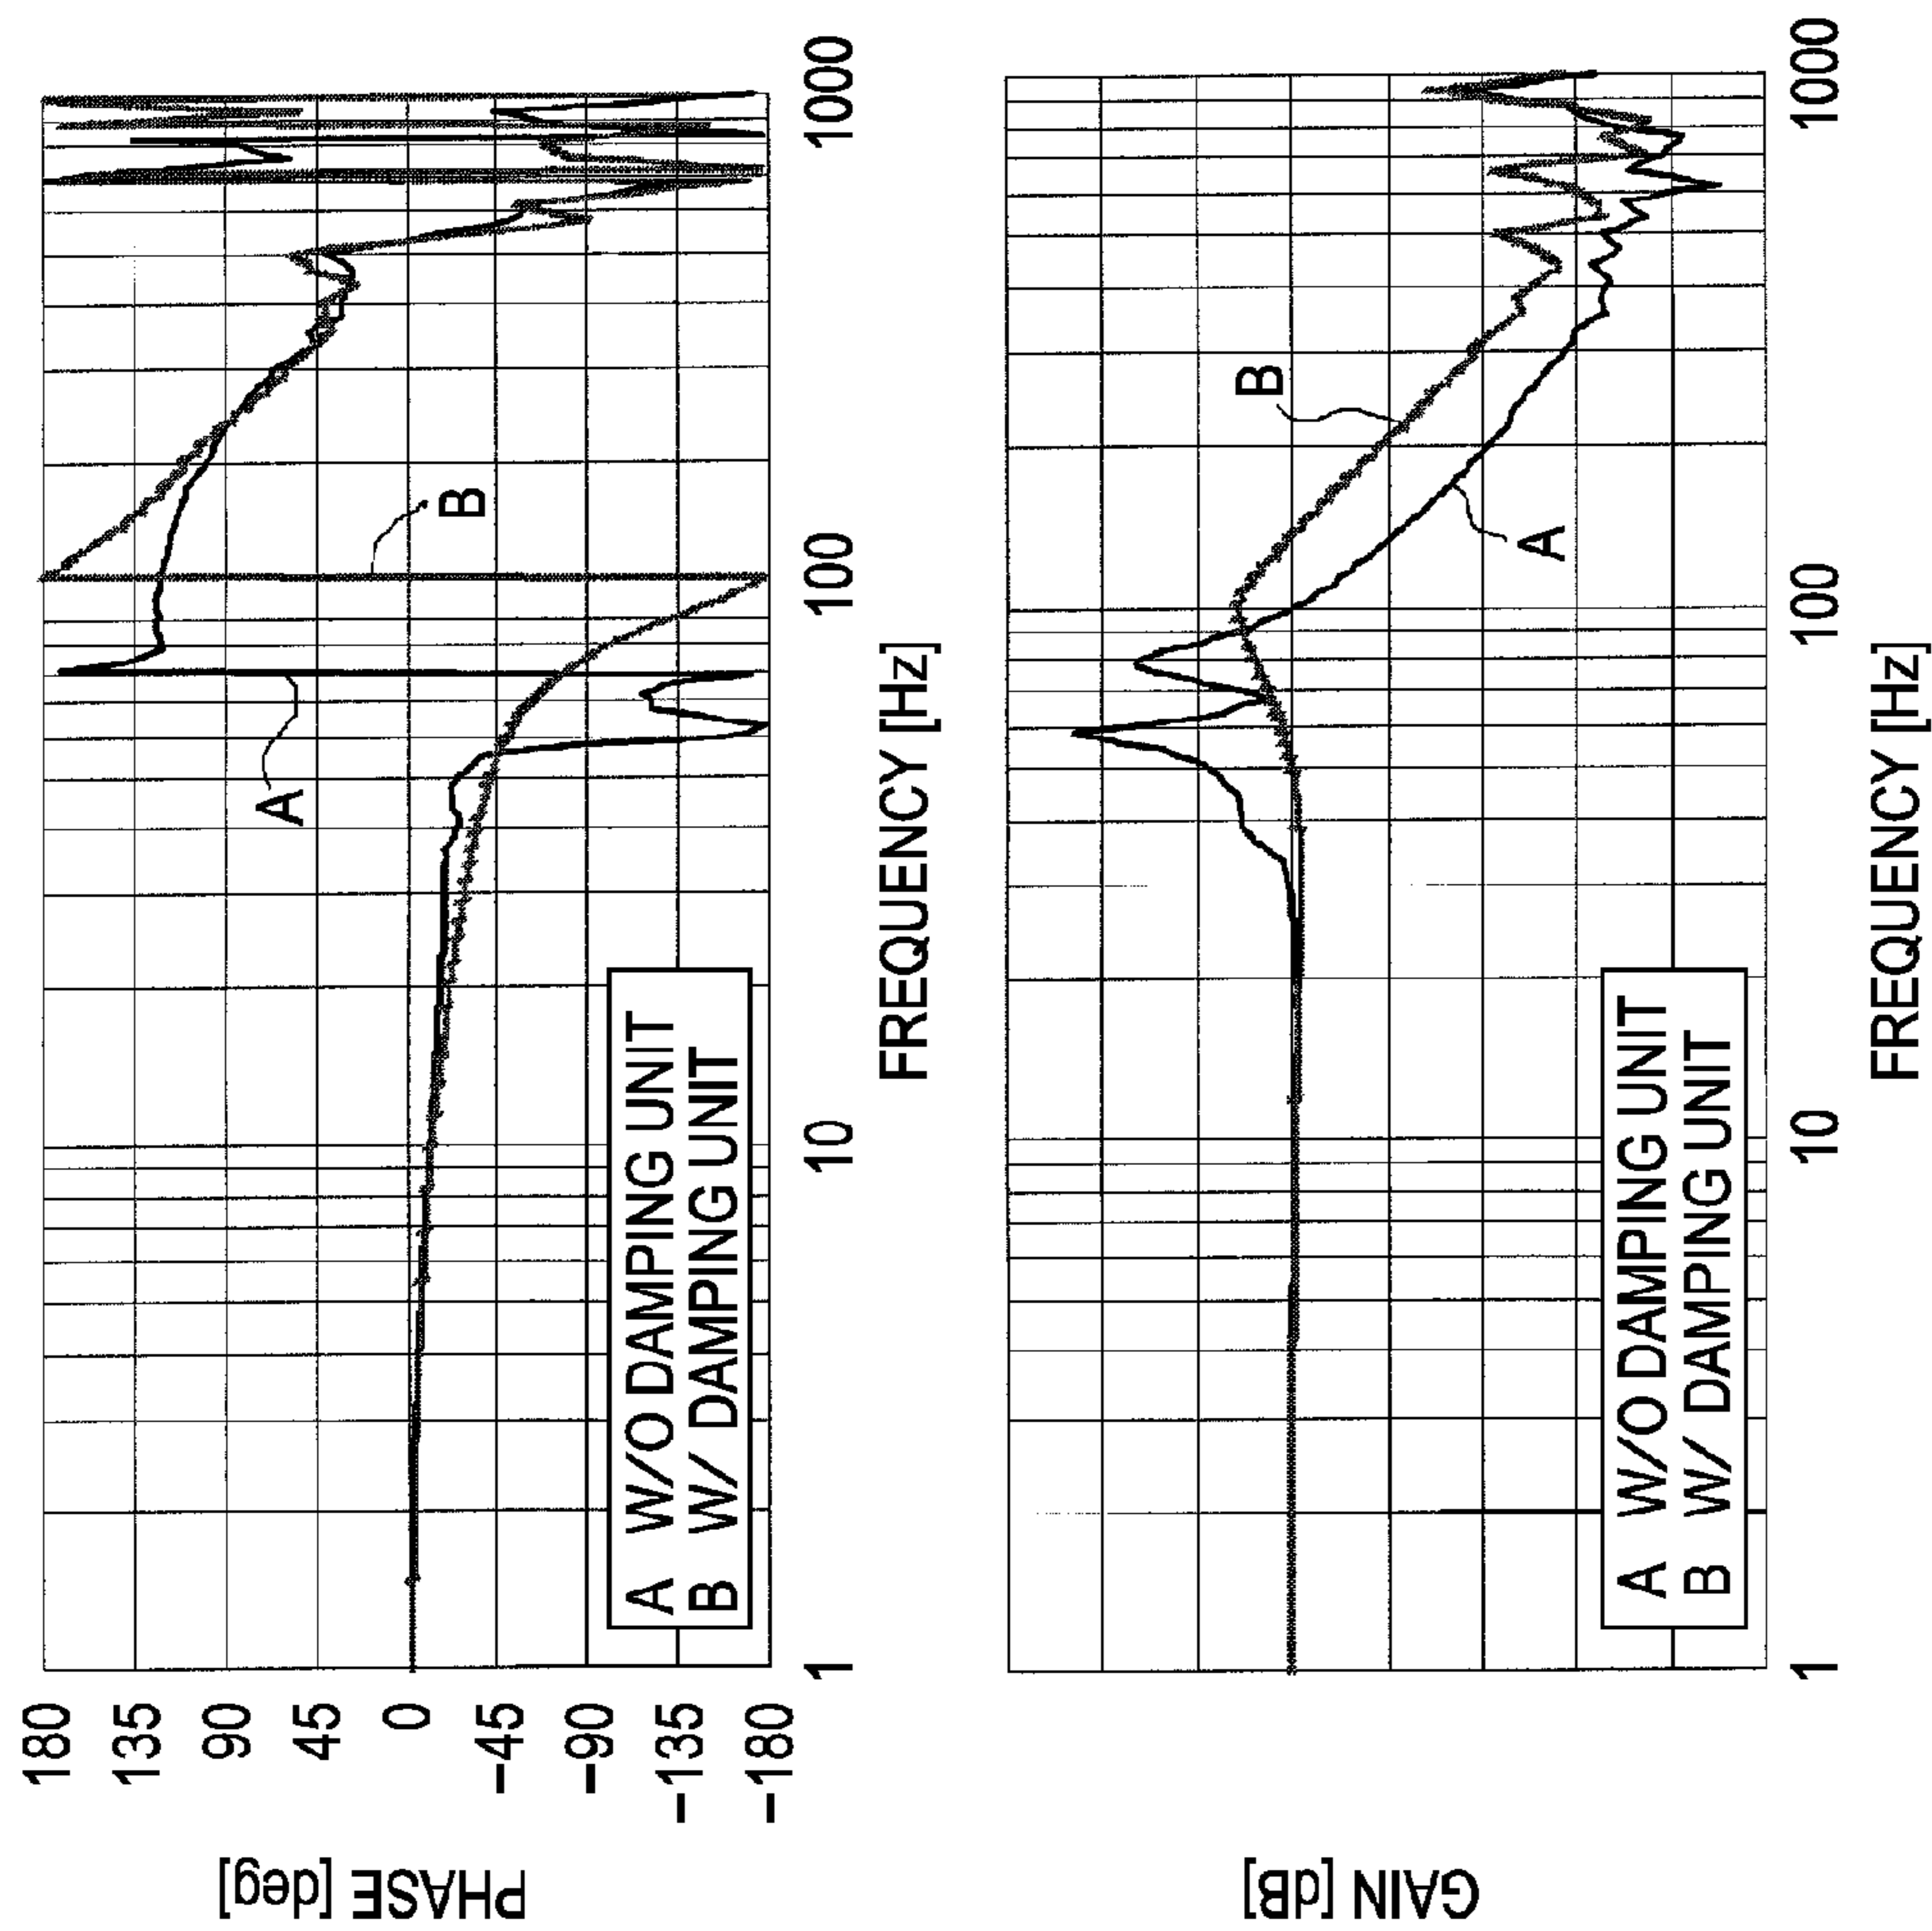 PHASE [deg]
180
135
90
45
0
-45
-90
-135
-180
A
B
A W/O DAMPING UNIT
B W/ DAMPING UNIT
1
10
100
1000
FREQUENCY [Hz]
GAIN [dB]
B
A
A W/O DAMPING UNIT
B W/ DAMPING UNIT
1
10
100
1000
FREQUENCY [Hz]